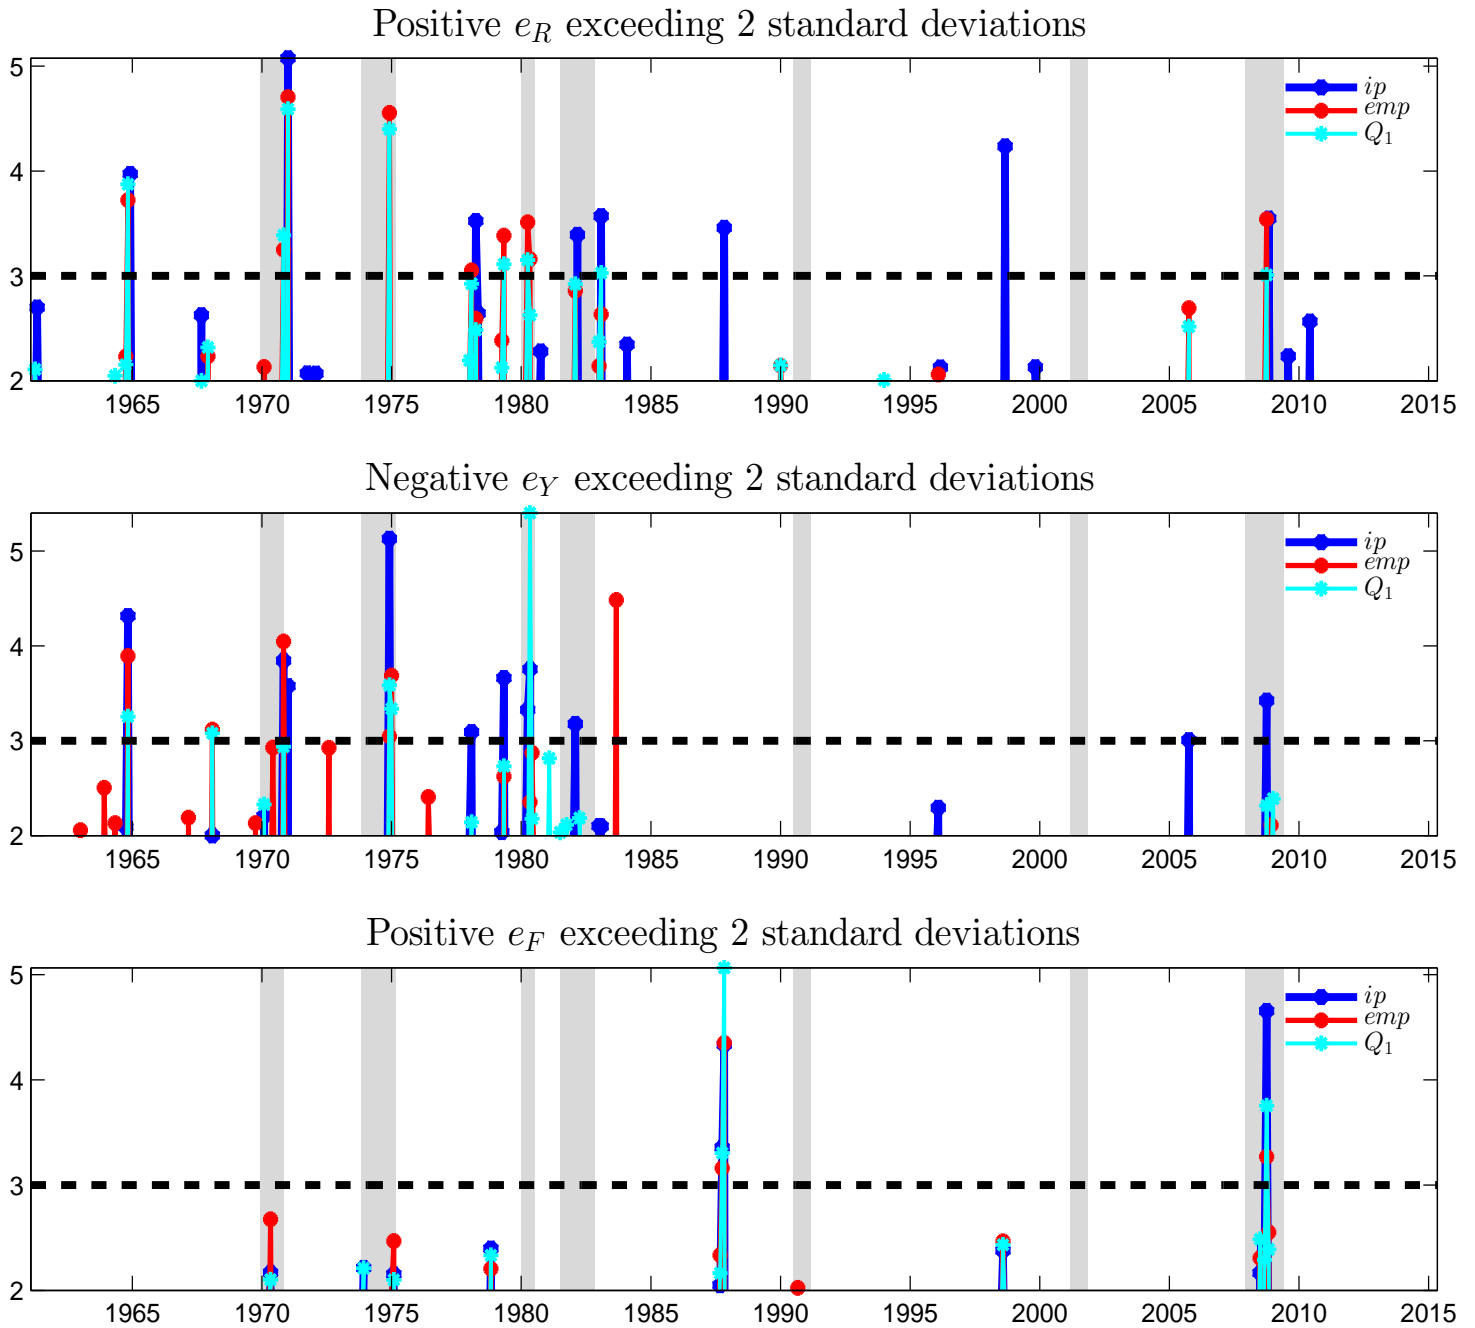 Positive e_R exceeding 2 standard deviations
5
4
3
2
ip
emp
Q_1
1965 1970 1975 1980 1985 1990 1995 2000 2005 2010 2015
Negative e_Y exceeding 2 standard deviations
5
4
3
2
ip
emp
Q_1
1965 1970 1975 1980 1985 1990 1995 2000 2005 2010 2015
Positive e_F exceeding 2 standard deviations
5
4
3
2
ip
emp
Q_1
1965 1970 1975 1980 1985 1990 1995 2000 2005 2010 2015